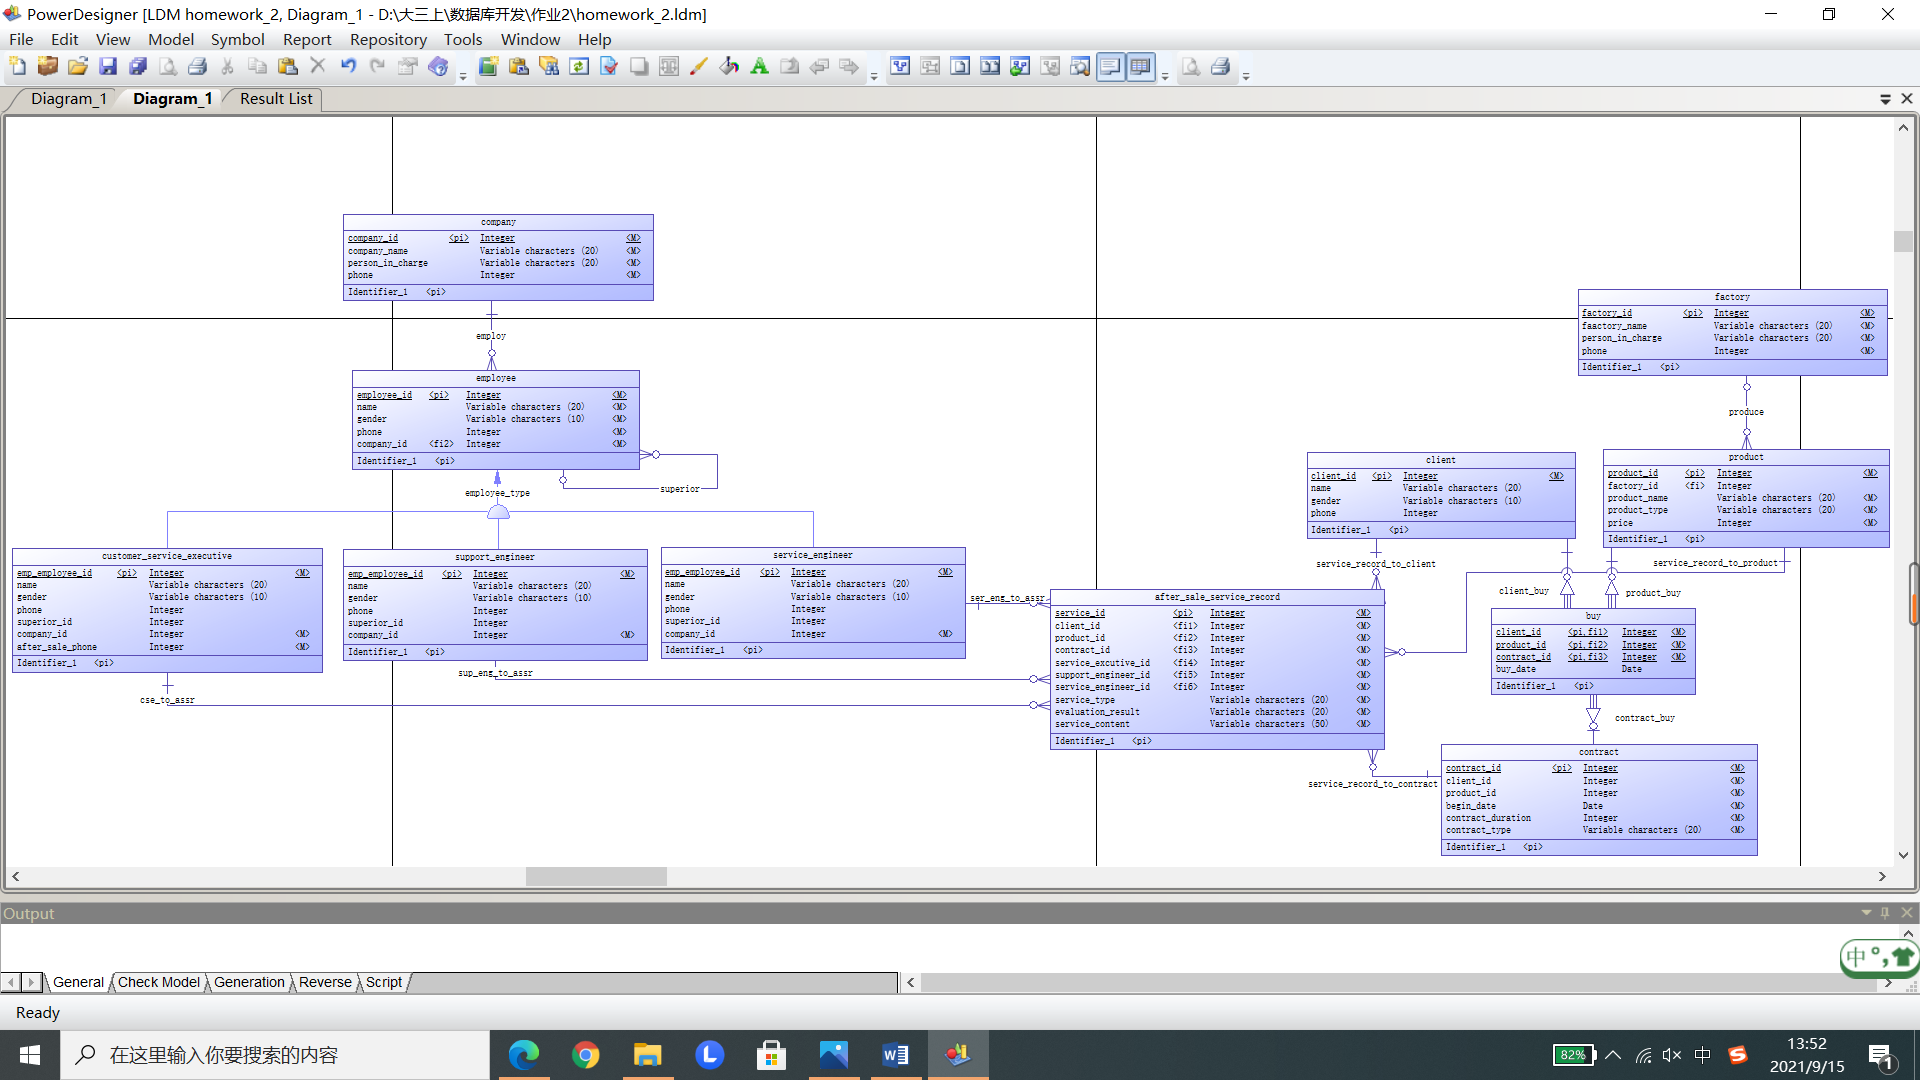 PowerDesigner [LDM homework_2, Diagram_1 - D:\大三上\数据库开发\作业2\homework_2.ldm]
File Edit View Model Symbol Report Repository Tools Window Help
Diagram_1 Diagram_1 Result List
company
company_id <pi> Integer <M>
company_name Variable characters (20) <M>
person_in_charge Variable characters (20) <M>
phone Integer <M>
Identifier_1 <pi>
employ
employee
employee_id <pi> Integer <M>
name Variable characters (20) <M>
gender Variable characters (10) <M>
phone Integer <M>
company_id <fi2> Integer <M>
Identifier_1 <pi>
superior
employee_type
customer_service_executive
emp_employee_id <pi> Integer <M>
name Variable characters (20)
gender Variable characters (10)
phone Integer
superior_id Integer
company_id Integer <M>
after_sale_phone Integer <M>
Identifier_1 <pi>
cse_to_assr
support_engineer
emp_employee_id <pi> Integer <M>
name Variable characters (20)
gender Variable characters (10)
phone Integer
superior_id Integer
company_id Integer <M>
Identifier_1 <pi>
sup_eng_to_assr
service_engineer
emp_employee_id <pi> Integer <M>
name Variable characters (20)
gender Variable characters (10)
phone Integer
superior_id Integer
company_id Integer <M>
Identifier_1 <pi>
ser_eng_to_assr
factory
factory_id <pi> Integer <M>
faactory_name Variable characters (20) <M>
person_in_charge Variable characters (20) <M>
phone Integer <M>
Identifier_1 <pi>
produce
client
client_id <pi> Integer <M>
name Variable characters (20)
gender Variable characters (10)
phone Integer
Identifier_1 <pi>
product
product_id <pi> Integer <M>
factory_id <fi> Integer
product_name Variable characters (20) <M>
product_type Variable characters (20) <M>
price Integer <M>
Identifier_1 <pi>
service_record_to_client
service_record_to_product
client_buy
product_buy
after_sale_service_record
service_id <pi> Integer <M>
client_id <fi1> Integer <M>
product_id <fi2> Integer <M>
contract_id <fi3> Integer <M>
service_excutive_id <fi4> Integer <M>
support_engineer_id <fi5> Integer <M>
service_engineer_id <fi6> Integer <M>
service_type Variable characters (20) <M>
evaluation_result Variable characters (20) <M>
service_content Variable characters (50) <M>
Identifier_1 <pi>
buy
client_id <pi,fi1> Integer <M>
product_id <pi,fi2> Integer <M>
contract_id <pi,fi3> Integer <M>
buy_date Date
Identifier_1 <pi>
contract_buy
service_record_to_contract
contract
contract_id <pi> Integer <M>
client_id Integer <M>
product_id Integer <M>
begin_date Date <M>
contract_duration Integer <M>
contract_type Variable characters (20) <M>
Identifier_1 <pi>
Output
General Check Model Generation Reverse Script
中 °,
Ready
在这里输入你要搜索的内容
82% 中 13:52
2021/9/15
1